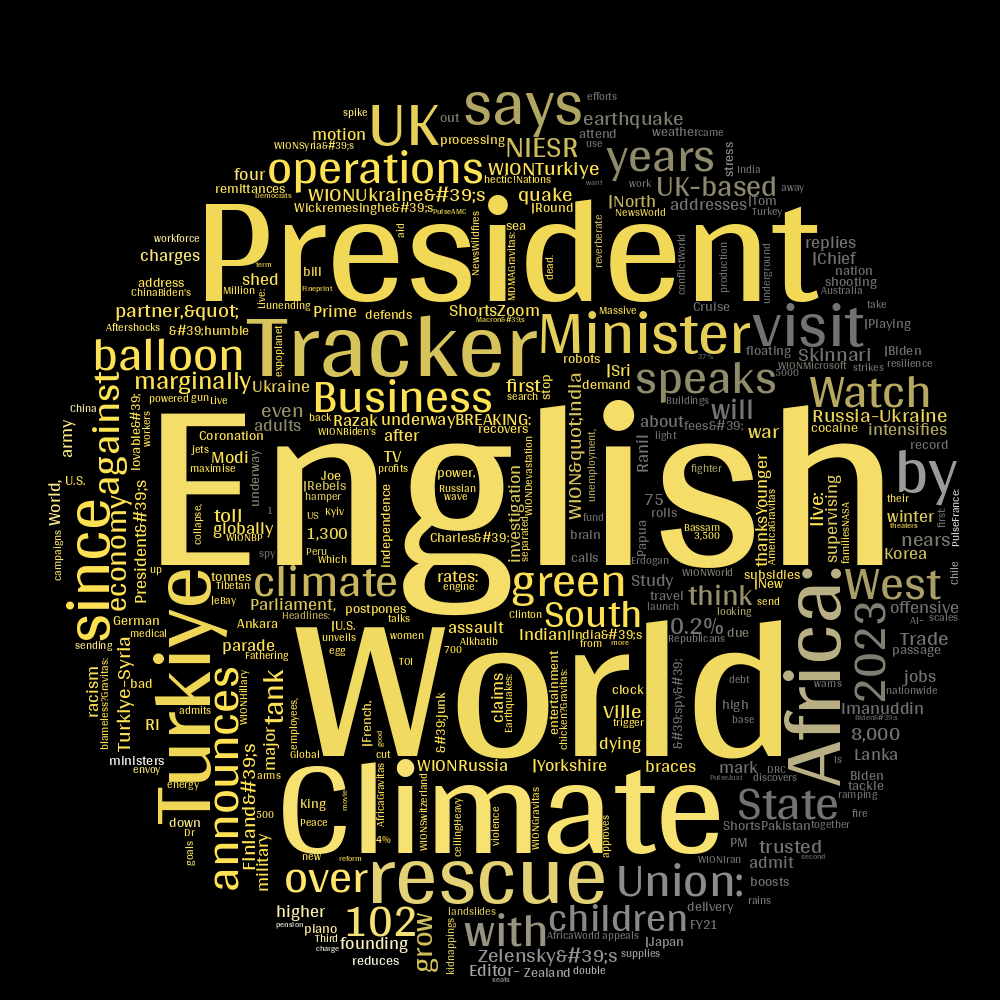 efforts
spike
UK
out
says
earthquake
motion
WIONSyria&#39;s
processing
NIESR
attend
weather
came
use
stress
four
operations
WIONTurkiye
years
India
remittances
hectic!Nations
want
work
UK-based
away
Democrats
WIONUkraine&#39;s
quake
|North
addresses
|Tom
Wickremesinghe&#39;s
PulseAMC
|Round
NewsWorld
Turkey
President
workforce
aid
NewsWildfires
sea
MDMAGravitas:
dead.
reverberate
conflictWorld
production
underground
replies
charges
|Chief
term
shed
bill
nation
shooting
address
Fineprint
Australia
ChinaBiden's
Million
live:
unending
Prime
defends
ShortsZoom
Massive
Cruise
take
partner,&quot;
Macron&#39;s
Minister
visit
|Playing
Aftershocks
&#39;humble
Tracker
floating
Skinnari
|Biden
balloon
expoplanet
robots
37%
WIONMicrosoft
strikes
resilience
marginally
Ukraine
Business
first
search
stop
|Sri
demand
speaks
5000
Watch
powered
gun
Live
Buildings
will
China
against
lovable&#39;
workers
even
adults
back
Razak
underwayBREAKING:
WION&quot;India
about
fees&#39;
Russia-Ukraine
army
Coronation
WIONBiden's
after
recovers
light
war
cocaine
intensifies
jets
Modi
TV
record
U.S.
maximise
underway
Joe
profits
power,
Ranil
by
World,
|Rebels
hamper
Russian
wave
WIONDevastation
unemployment,
fighter
thanksYounger
AmericaGravitas
their
economy
President&#39;s
English
toll
1
US
Kyiv
Independence
investigation
separated
75
rolls
live:
supervising
winter
first
since
collapse,
globally
1,300
fund
Bassam
3,500
theaters
WIONBP
Charles&#39;
brain
Papua
familiesNASA
nears
PulseFrance:
campaigns
spy
Peru
Which
calls
Erdogan
Korea
up
tonnes
climate
rates:
green
Study
WIONWorld
subsidies
West
Chile
Tibetan
engine
travel
think
|New
German
|eBay
Parliament,
postpones
launch
looking
send
offensive
medical
Headlines:
talks
Clinton
South
0.2%
AI-
scales
sending
Ankara
|U.S.
assault
Indian
|India&#39;s
due
Turkiye
unveils
women
Alkhatib
from
more
Republicans
Africa:
2023
Trade
parade
egg
700
passage
racism
bad
Turkiye-Syria
Fathering
TOI
World
claims
Earthquakes:
entertainment
chicken?Gravitas:
clock
&#39;spy&#39;
debt
warns
jobs
blameless?Gravitas:
announces
WIONHillary
major
tank
&#39;junk
high
nationwide
admits
Ville
base
Imanuddin
RI
employees,
|French,
good
trigger
Biden&#39;s
dying
8,000
ministers
Global
cut
mark
DRC
is
Lanka
envoy
Finland&#39;s
WIONRussia
|Yorkshire
braces
discovers
energy
arms
AfricaGravitas
WIONSwitzerland
PulseJust
Biden
tackle
goals
King
Peace
movie
ceilingHeavy
violence
WIONGravitas
Climate
State
ramping
down
500
fire
Dr
military
4%
approves
ShortsPakistan
together
new
reform
PM
trusted
over
rescue
WIONIran
admit
second
Union:
boosts
higher
102
grow
landslides
children
delivery
rains
pension
plano
with
FY21
Third
charge
founding
kidnappings
AfricaWorld
appeals
|Japan
reduces
Zelensky&#39;s
supplies
Editor-
Zealand
double
seats